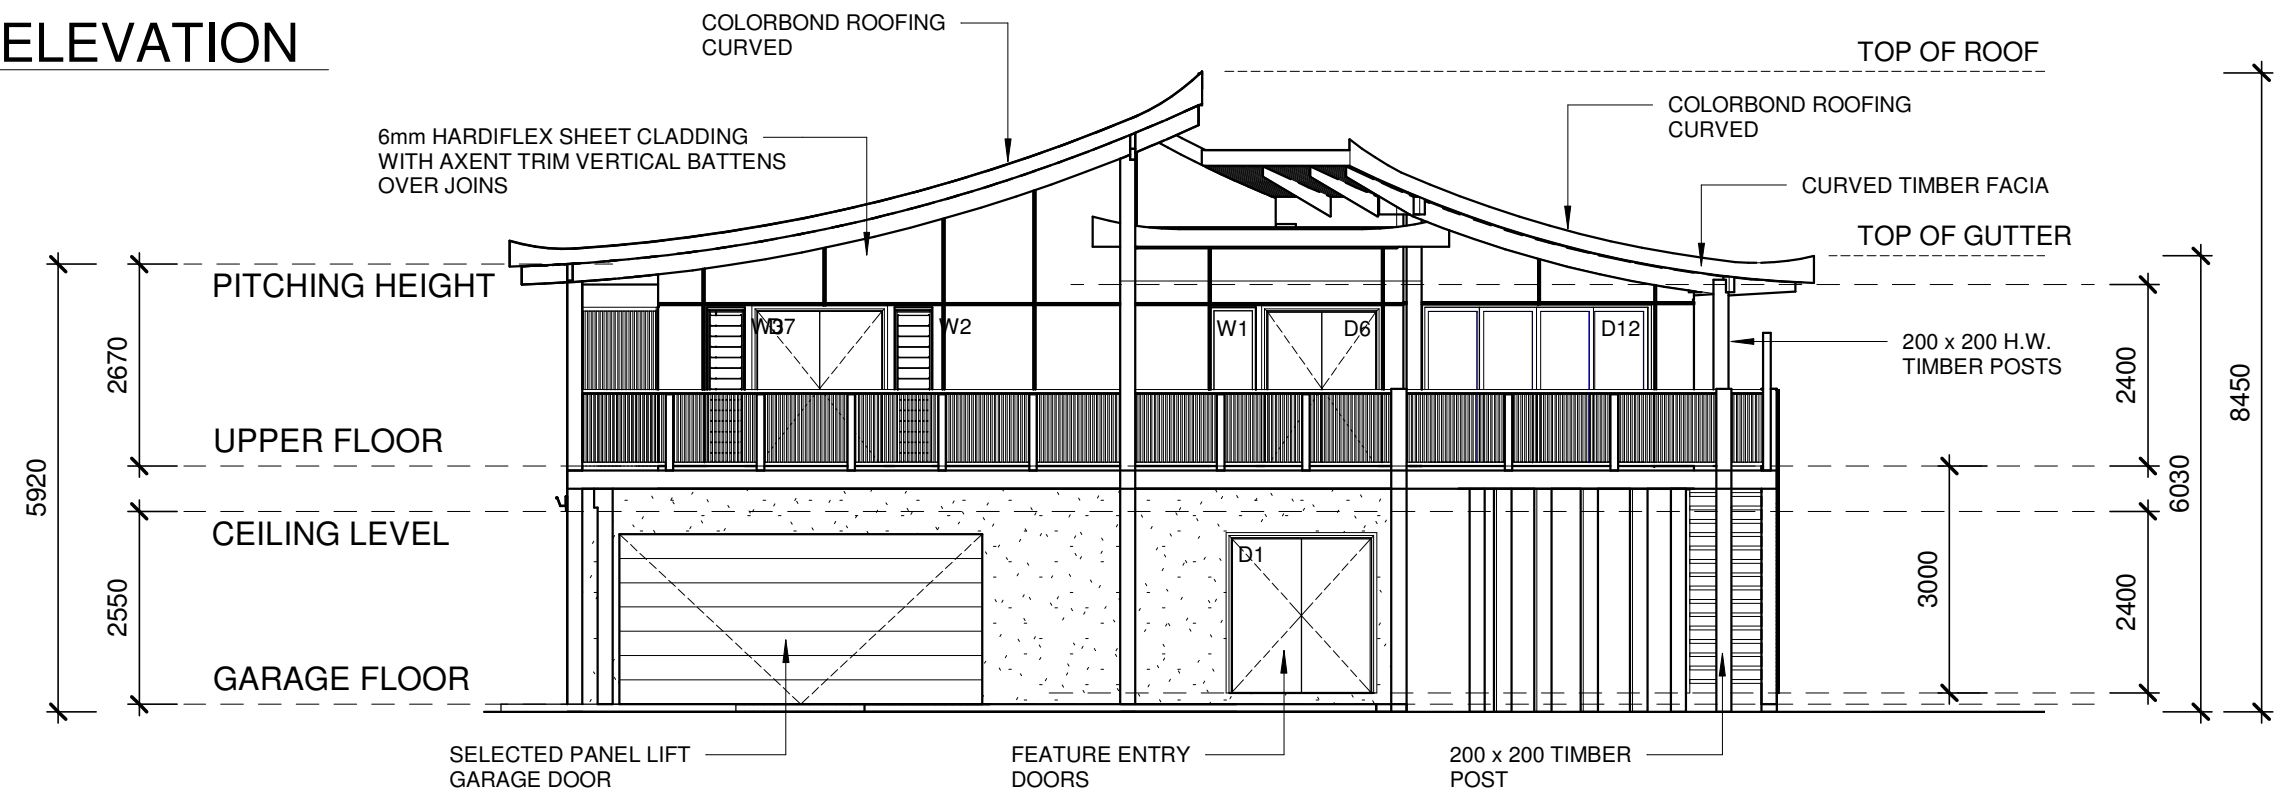 ELEVATION
COLORBOND ROOFING
CURVED
TOP OF ROOF
COLORBOND ROOFING
CURVED
6mm HARDIFLEX SHEET CLADDING
WITH AXENT TRIM VERTICAL BATTENS
OVER JOINS
CURVED TIMBER FACIA
TOP OF GUTTER
PITCHING HEIGHT
W2
W1
D6
D12
200 x 200 H.W.
TIMBER POSTS
2670
2400
8450
UPPER FLOOR
5920
6030
CEILING LEVEL
D1
2550
3000
2400
GARAGE FLOOR
SELECTED PANEL LIFT
GARAGE DOOR
FEATURE ENTRY
DOORS
200 x 200 TIMBER
POST